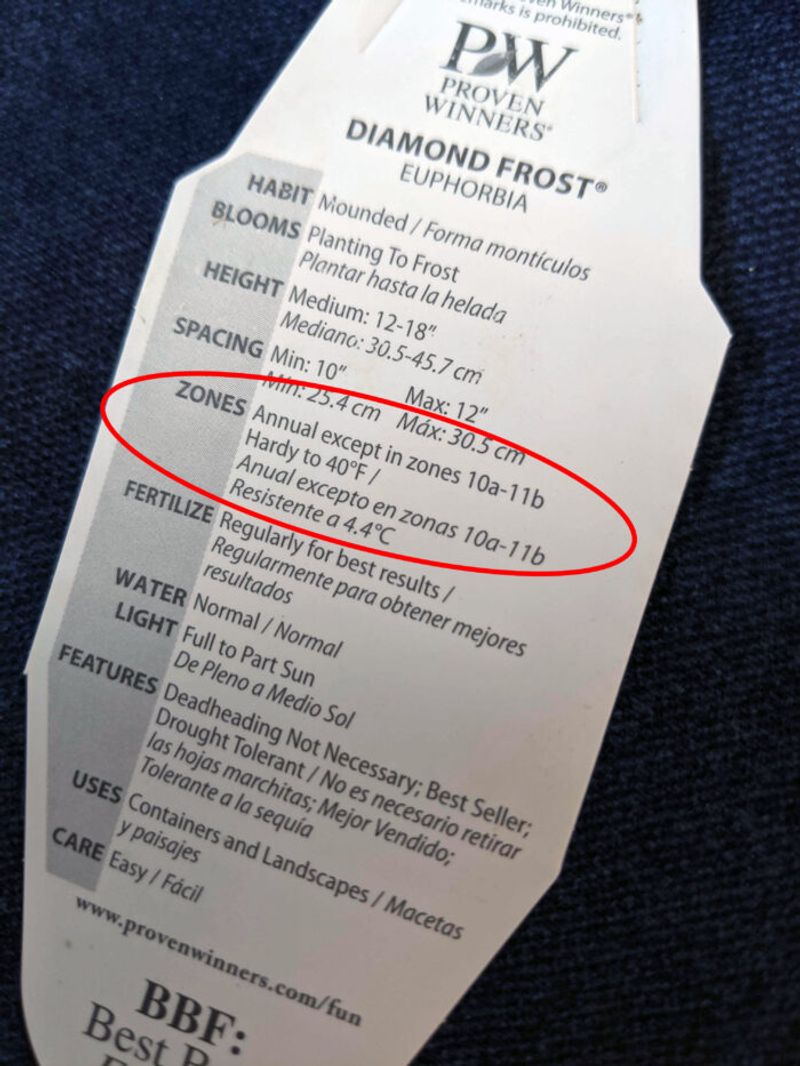 Proven Winners®
marks is prohibited.
PW
PROVEN
WINNERS®
DIAMOND FROST®
EUPHORBIA
HABIT Mounded / Forma montículos
BLOOMS Planting To Frost
Plantar hasta la helada
HEIGHT Medium: 12-18"
Mediano: 30.5-45.7 cm
SPACING Min: 10" Max: 12"
Mín: 25.4 cm Máx: 30.5 cm
ZONES Annual except in zones 10a-11b
Hardy to 40°F /
Anual excepto en zonas 10a-11b
Resistente a 4.4°C
FERTILIZE Regularly for best results /
Regularmente para obtener mejores
resultados
WATER Normal / Normal
LIGHT Full to Part Sun
De Pleno a Medio Sol
FEATURES Deadheading Not Necessary; Best Seller;
Drought Tolerant / No es necesario retirar
las hojas marchitas; Mejor Vendido;
Tolerante a la sequía
USES Containers and Landscapes / Macetas
y paisajes
CARE Easy / Fácil
www.provenwinners.com/fun
BBF:
Best